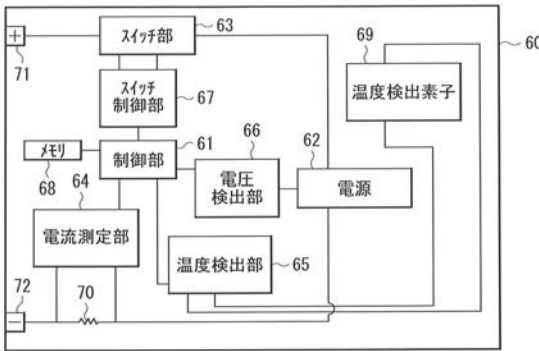 +
71
スイッチ部
63
69
60
温度検出素子
スイッチ
制御部
67
メモリ
68
制御部
61
66
電圧
検出部
62
電源
64
電流測定部
温度検出部
65
72
−
70